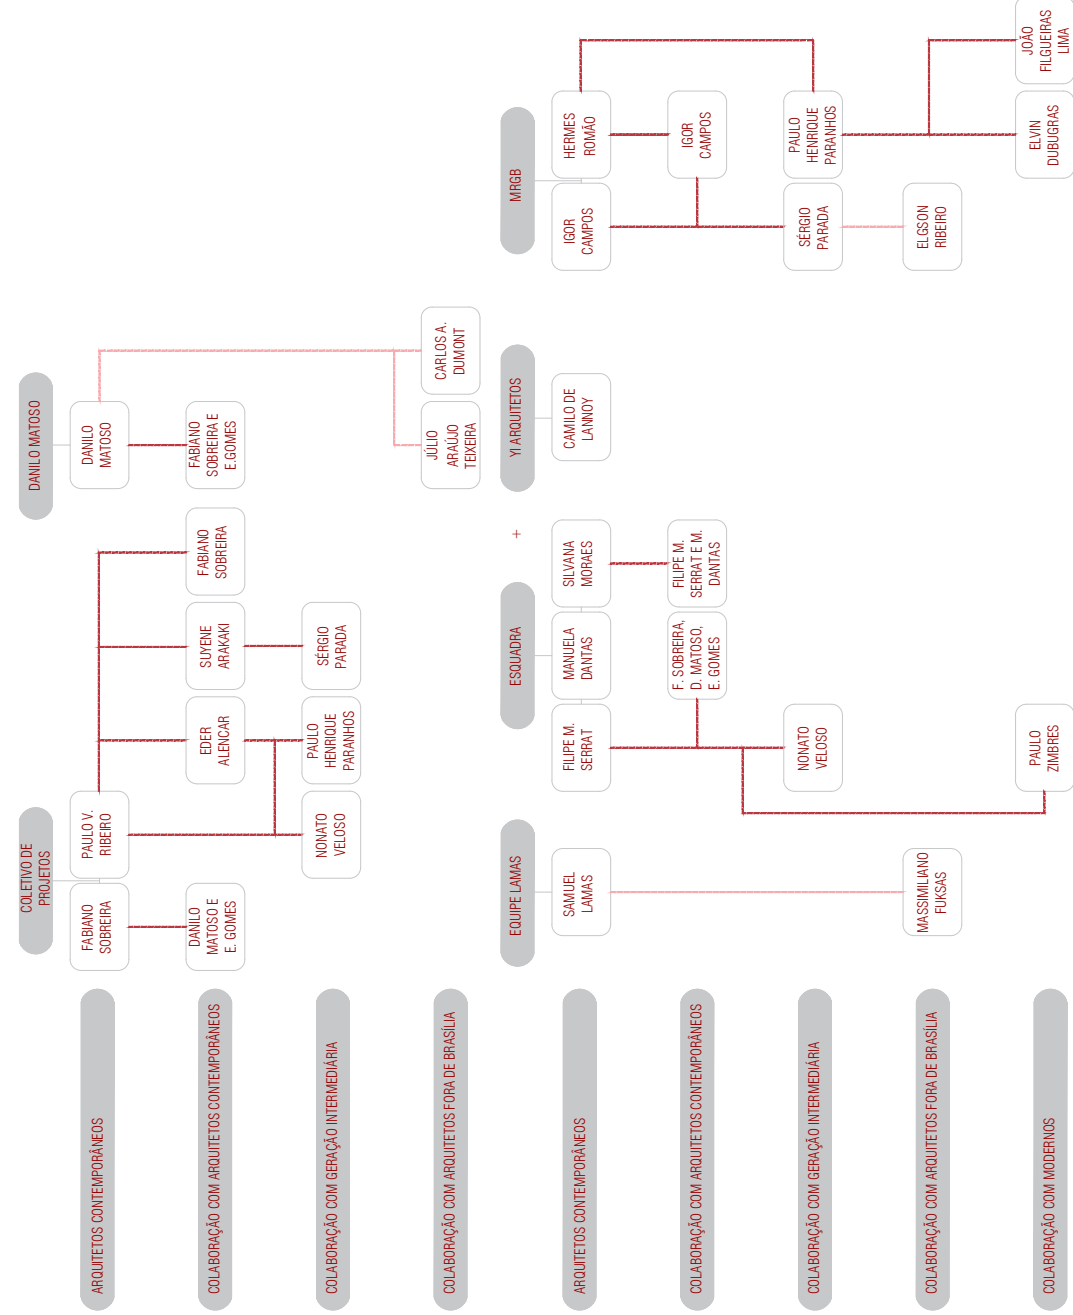 COLETIVO DE
PROJETOS
DANILO MATOSO
ARQUITETOS CONTEMPORÂNEOS
FABIANO
SOBREIRA
PAULO V.
RIBEIRO
DANILO
MATOSO
COLABORAÇÃO COM ARQUITETOS CONTEMPORÂNEOS
DANILO
MATOSO E
E. GOMES
EDER
ALENCAR
SUYENE
ARAKAKI
FABIANO
SOBREIRA
FABIANO
SOBREIRA E
E.GOMES
COLABORAÇÃO COM GERAÇÃO INTERMEDIÁRIA
NONATO
VELOSO
PAULO
HENRIQUE
PARANHOS
SÉRGIO
PARADA
COLABORAÇÃO COM ARQUITETOS FORA DE BRASÍLIA
JÚLIO
ARAÚJO
TEIXEIRA
CARLOS A.
DUMONT
EQUIPE LAMAS
ESQUADRA
+
YI ARQUITETOS
MRGB
ARQUITETOS CONTEMPORÂNEOS
SAMUEL
LAMAS
FILIPE M.
SERRAT
MANUELA
DANTAS
SILVANA
MORAES
CAMILO DE
LANNOY
IGOR
CAMPOS
HERMES
ROMÃO
COLABORAÇÃO COM ARQUITETOS CONTEMPORÂNEOS
F. SOBREIRA,
D. MATOSO,
E. GOMES
FILIPE M.
SERRAT E M.
DANTAS
IGOR
CAMPOS
COLABORAÇÃO COM GERAÇÃO INTERMEDIÁRIA
NONATO
VELOSO
SÉRGIO
PARADA
PAULO
HENRIQUE
PARANHOS
COLABORAÇÃO COM ARQUITETOS FORA DE BRASÍLIA
MASSIMILIANO
FUKSAS
ELGSON
RIBEIRO
COLABORAÇÃO COM MODERNOS
PAULO
ZIMBRES
ELVIN
DUBUGRAS
JOÃO
FILGUEIRAS
LIMA